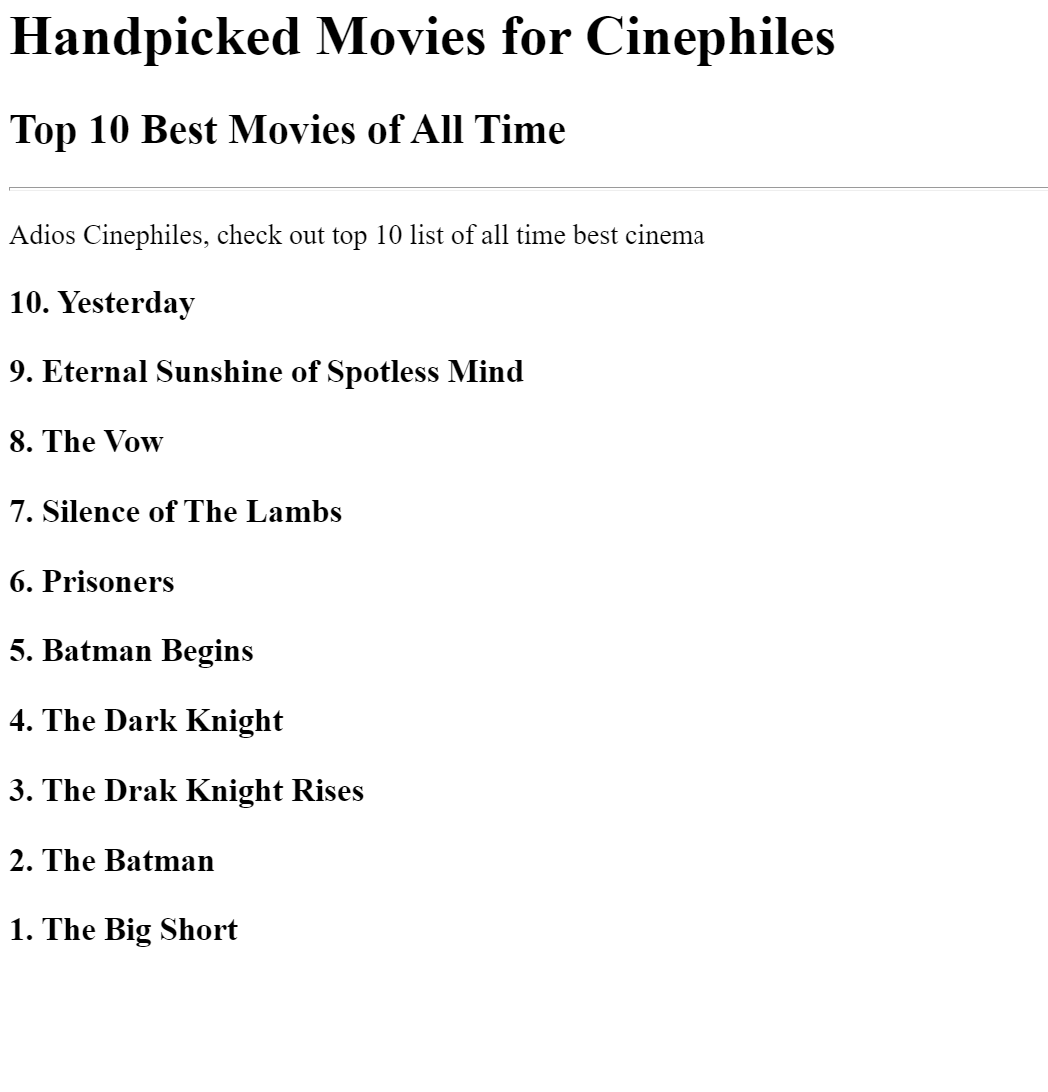 Handpicked Movies for Cinephiles
Top 10 Best Movies of All Time
Adios Cinephiles, check out top 10 list of all time best cinema
10. Yesterday
9. Eternal Sunshine of Spotless Mind
8. The Vow
7. Silence of The Lambs
6. Prisoners
5. Batman Begins
4. The Dark Knight
3. The Drak Knight Rises
2. The Batman
1. The Big Short